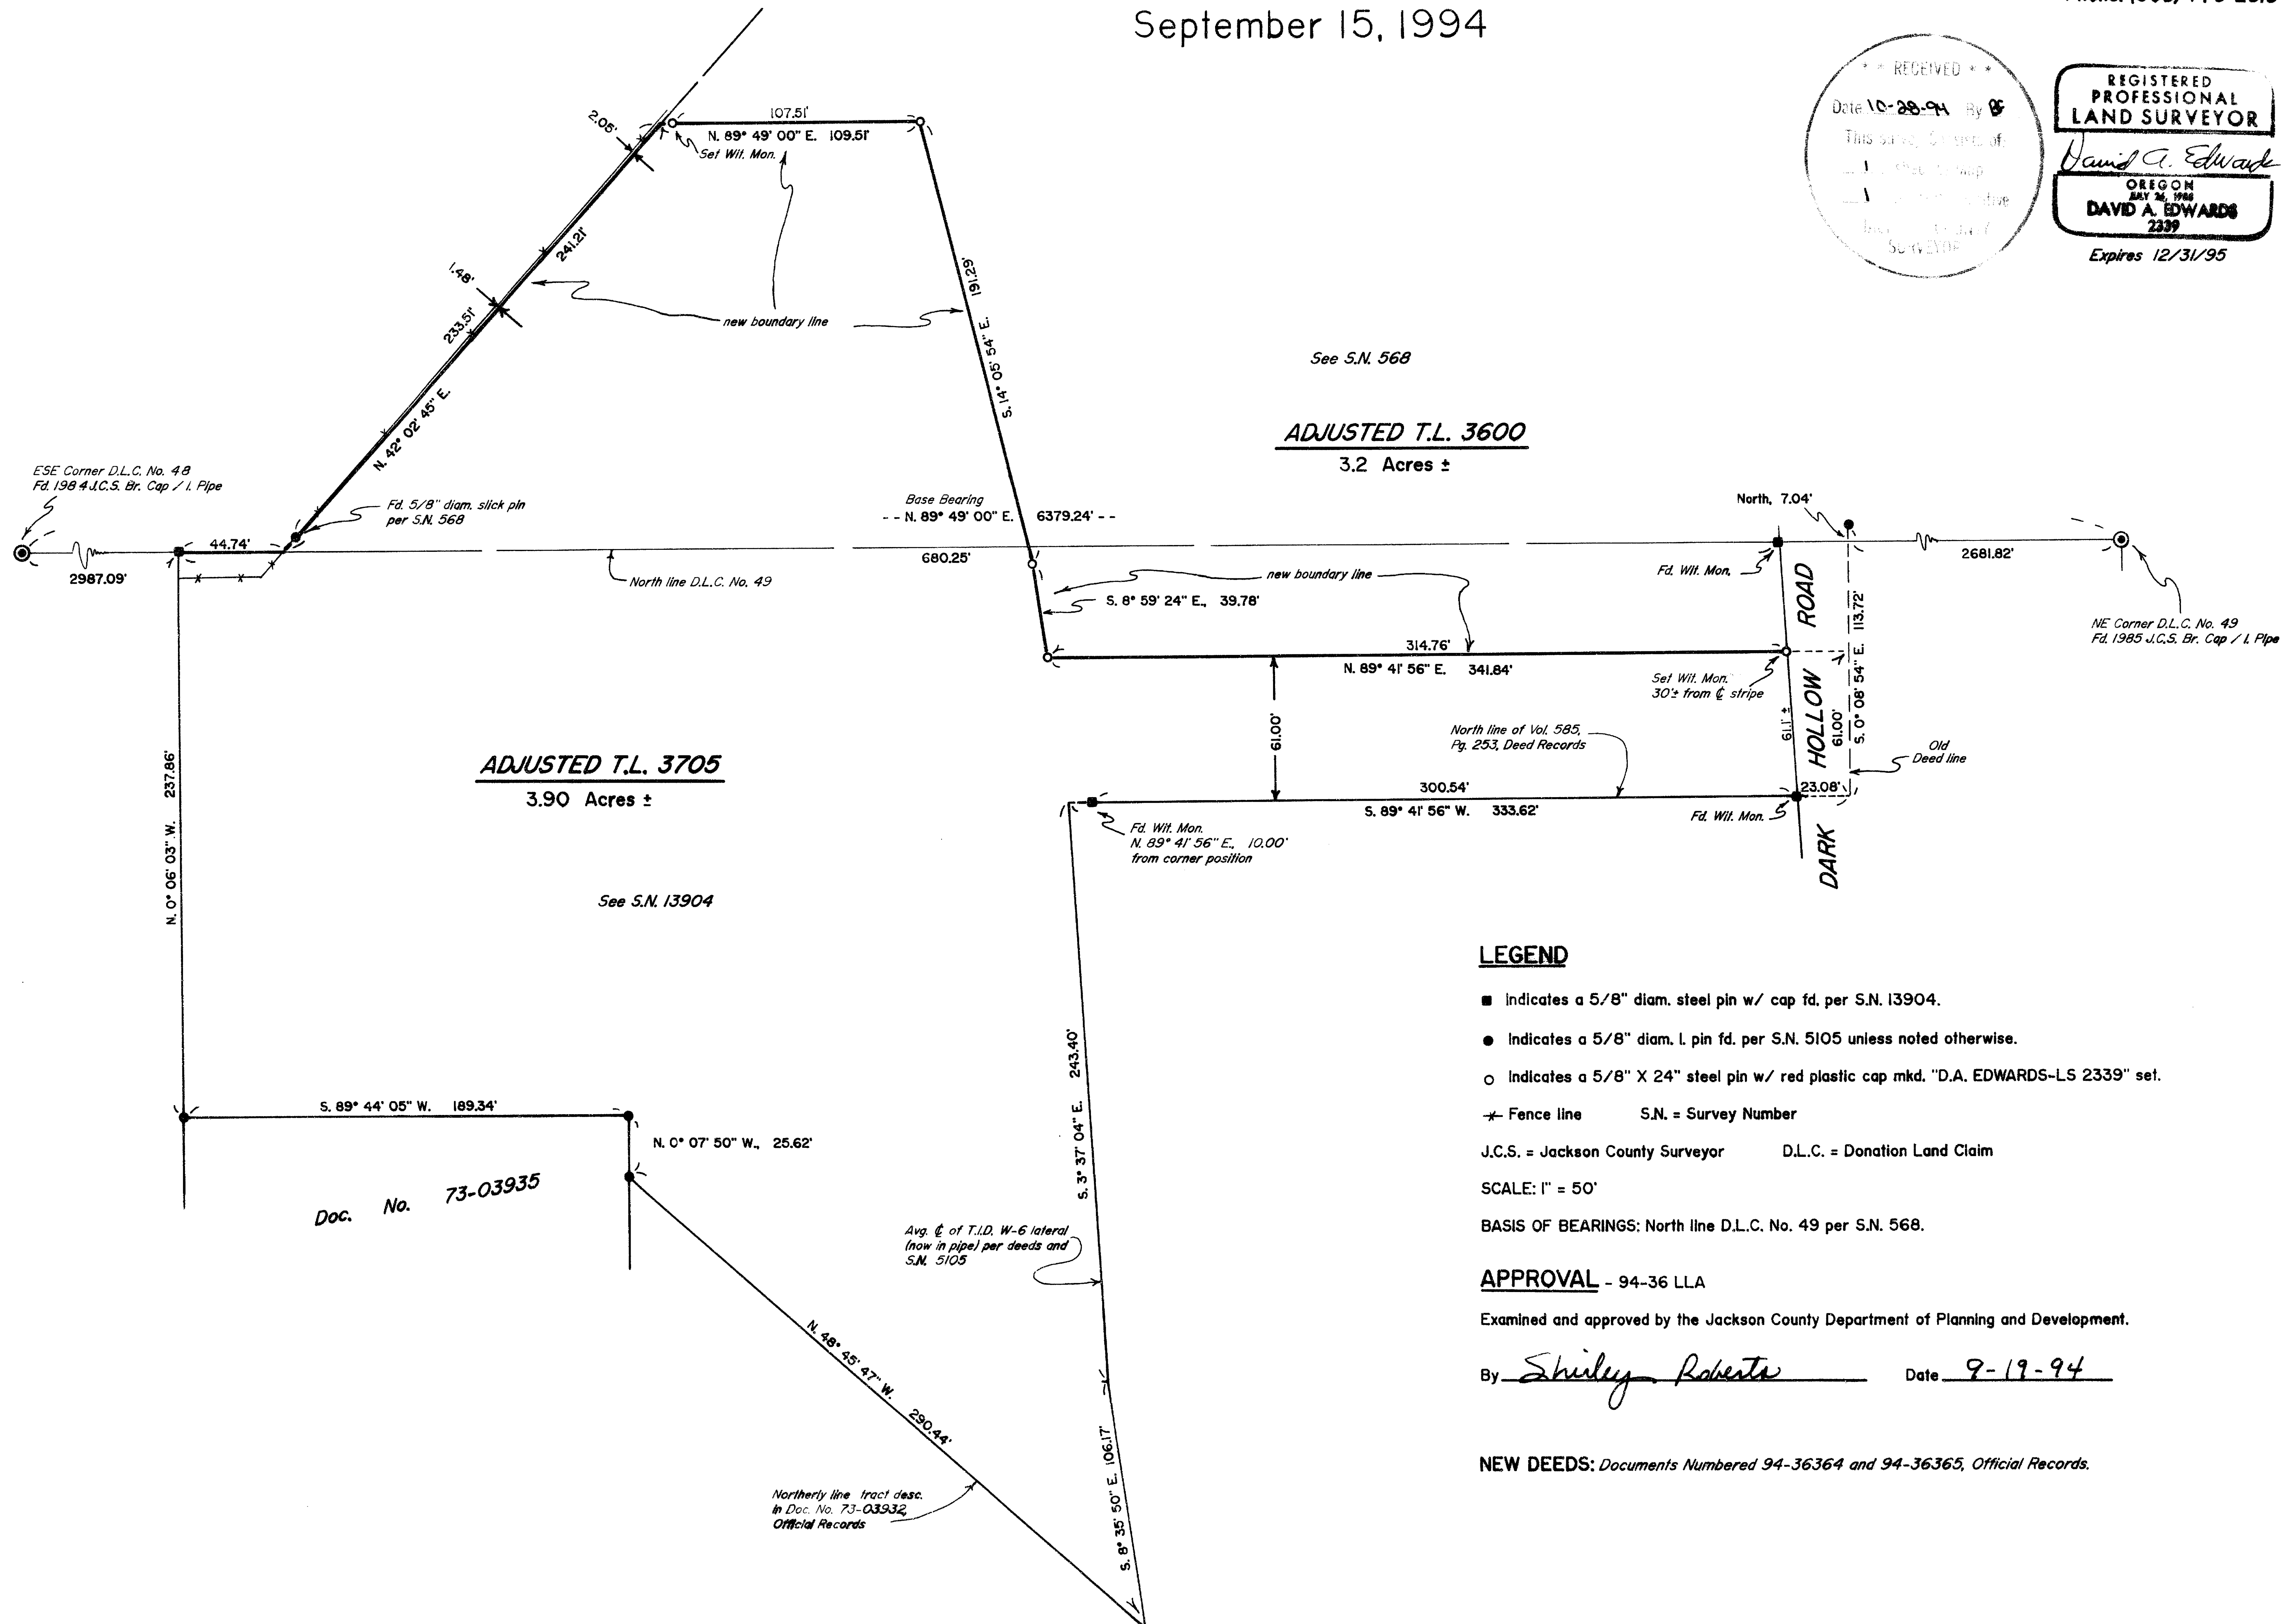 September 15, 1994
* * RECEIVED * *
Date 10-28-94 By
This survey consists of:
1
1
SURVEYOR
REGISTERED
PROFESSIONAL
LAND SURVEYOR
David A. Edwards
OREGON
JULY 26, 1988
DAVID A. EDWARDS
2339
Expires 12/31/95
2.05'
107.51'
N. 89° 49' 00" E. 109.51'
Set Wit. Mon.
241.21'
1.48'
233.51'
N. 42° 02' 45" E.
new boundary line
S. 14° 05' 54" E. 191.29'
See S.N. 568
ADJUSTED T.L. 3600
3.2 Acres ±
ESE Corner D.L.C. No. 48
Fd. 1984 J.C.S. Br. Cap / I. Pipe
Fd. 5/8" diam. slick pin
per S.N. 568
Base Bearing
-- N. 89° 49' 00" E. 6379.24' --
North, 7.04'
44.74'
2987.09'
680.25'
2681.82'
North line D.L.C. No. 49
new boundary line
Fd. Wit. Mon.
S. 8° 59' 24" E., 39.78'
NE Corner D.L.C. No. 49
Fd. 1985 J.C.S. Br. Cap / I. Pipe
314.76'
N. 89° 41' 56" E. 341.84'
Set Wit. Mon.
30'± from ℄ stripe
DARK HOLLOW ROAD
S. 0° 08' 54" E. 113.72'
61.00'
61.1' ±
61.00'
North line of Vol. 585,
Pg. 253, Deed Records
Old
Deed line
N. 0° 06' 03" W. 237.86'
ADJUSTED T.L. 3705
3.90 Acres ±
300.54'
23.08'
S. 89° 41' 56" W. 333.62'
Fd. Wit. Mon.
Fd. Wit. Mon.
N. 89° 41' 56" E., 10.00'
from corner position
See S.N. 13904
S. 3° 37' 04" E. 243.40'
S. 89° 44' 05" W. 189.34'
N. 0° 07' 50" W., 25.62'
Doc. No. 73-03935
Avg. ℄ of T.I.D. W-6 lateral
(now in pipe) per deeds and
S.N. 5105
N. 48° 45' 47" W. 290.44'
S. 8° 35' 50" E. 106.17'
Northerly line tract desc.
in Doc. No. 73-03932,
Official Records
LEGEND
■ Indicates a 5/8" diam. steel pin w/ cap fd. per S.N. 13904.
● Indicates a 5/8" diam. I. pin fd. per S.N. 5105 unless noted otherwise.
○ Indicates a 5/8" X 24" steel pin w/ red plastic cap mkd. "D.A. EDWARDS-LS 2339" set.
Fence line S.N. = Survey Number
J.C.S. = Jackson County Surveyor D.L.C. = Donation Land Claim
SCALE: 1" = 50'
BASIS OF BEARINGS: North line D.L.C. No. 49 per S.N. 568.
APPROVAL - 94-36 LLA
Examined and approved by the Jackson County Department of Planning and Development.
By Shirley Roberts Date 9-19-94
NEW DEEDS: Documents Numbered 94-36364 and 94-36365, Official Records.